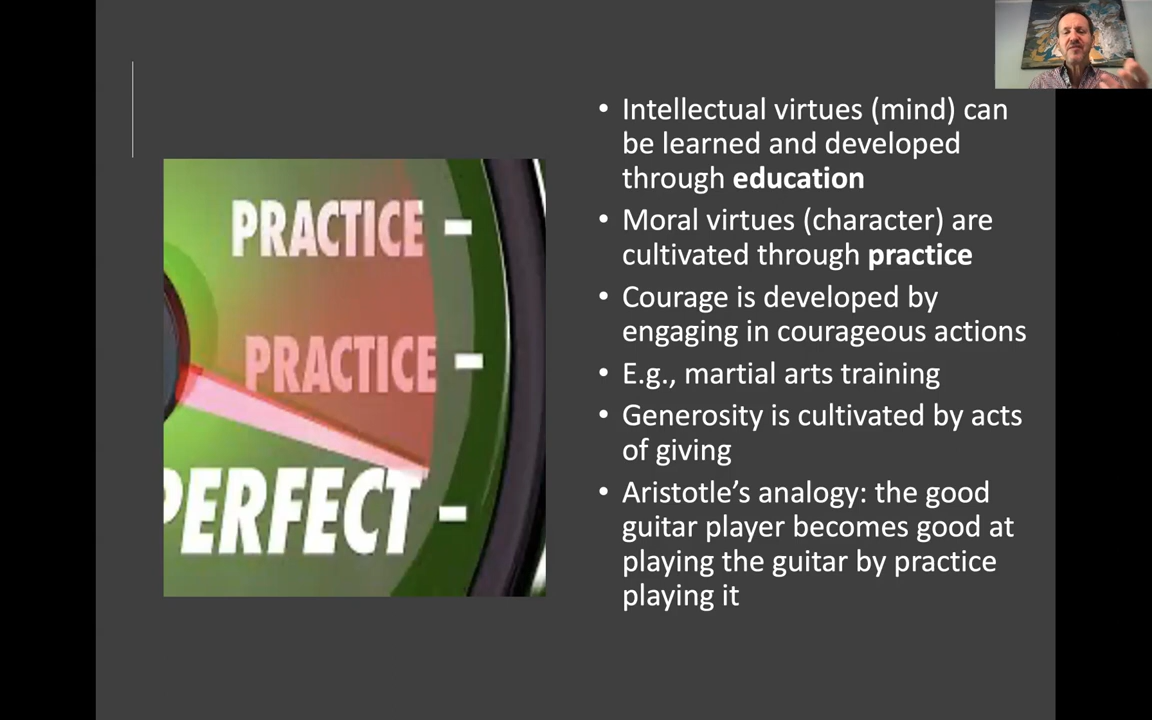 PRACTICE
PRACTICE
PERFECT
• Intellectual virtues (mind) can
be learned and developed
through education
• Moral virtues (character) are
cultivated through practice
• Courage is developed by
engaging in courageous actions
• E.g., martial arts training
• Generosity is cultivated by acts
of giving
• Aristotle’s analogy: the good
guitar player becomes good at
playing the guitar by practice
playing it